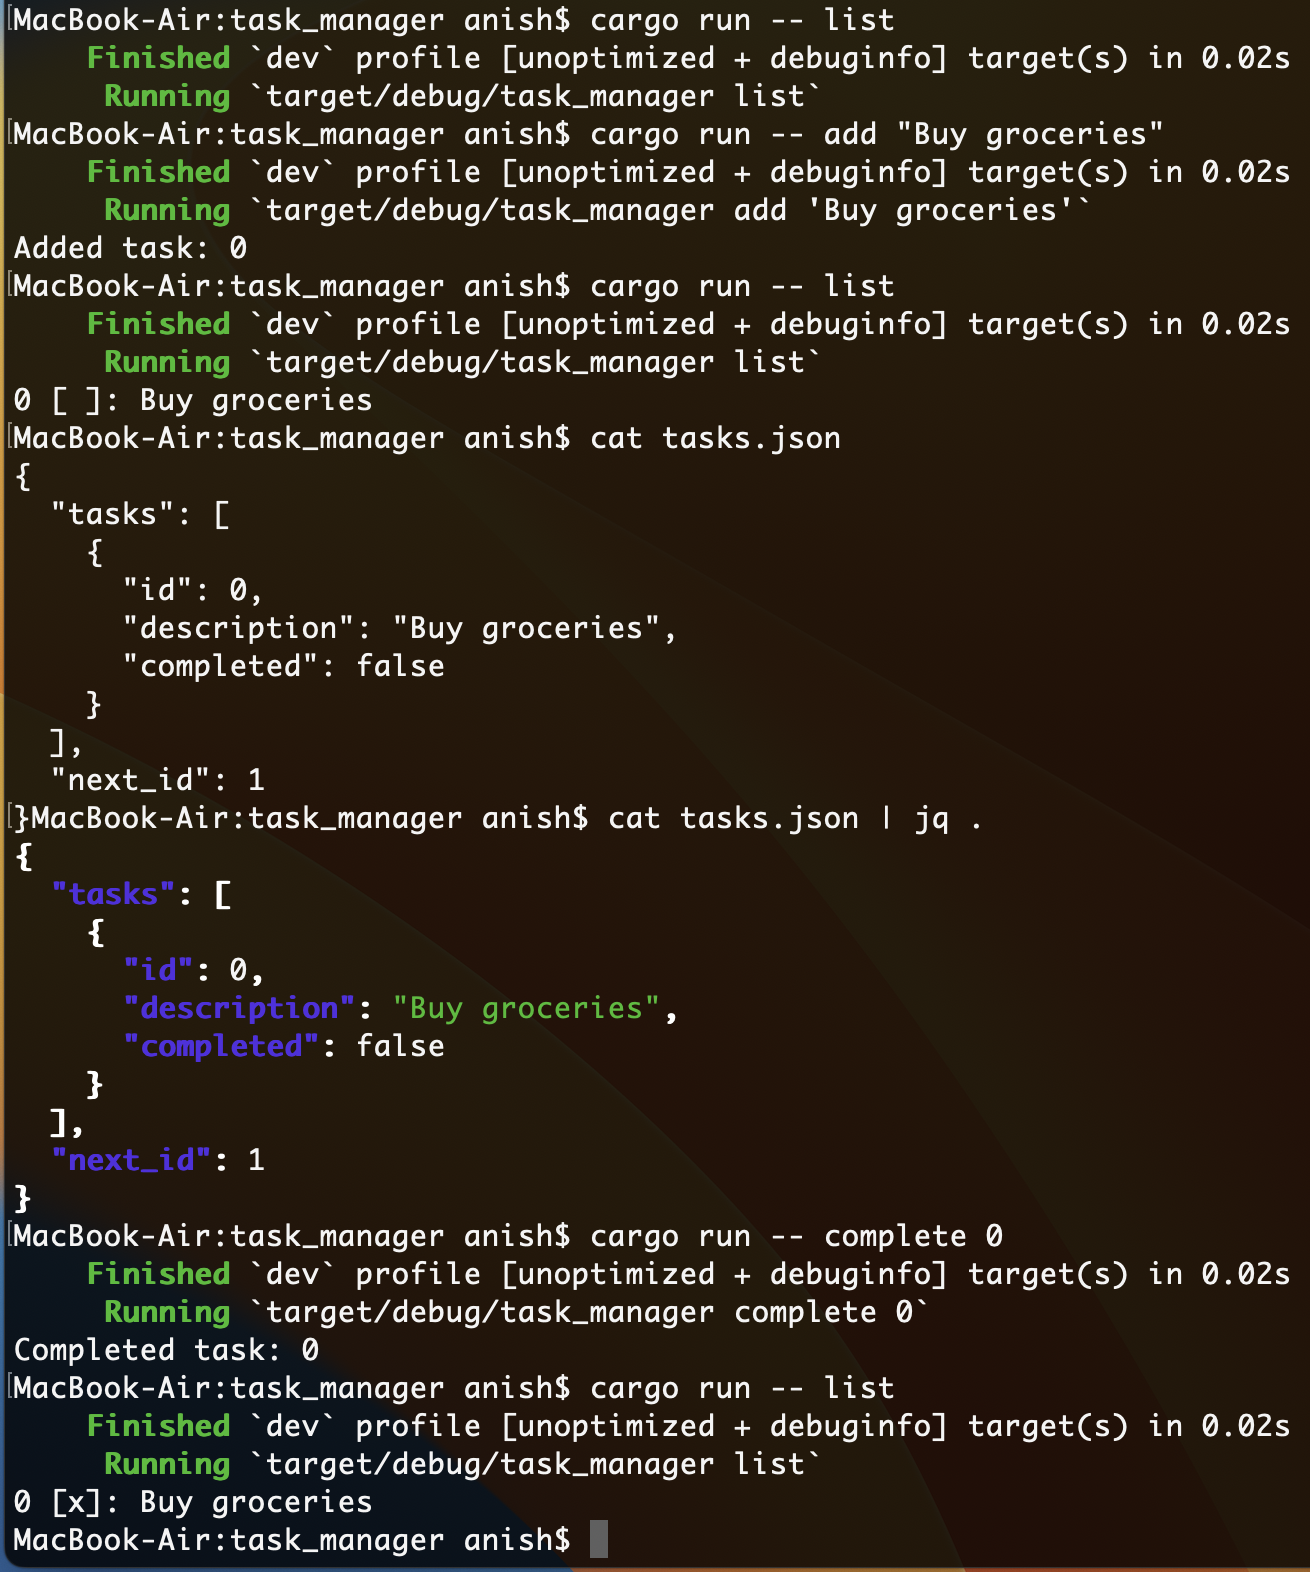 MacBook-Air:task_manager anish$ cargo run -- list
    Finished `dev` profile [unoptimized + debuginfo] target(s) in 0.02s
     Running `target/debug/task_manager list`
MacBook-Air:task_manager anish$ cargo run -- add "Buy groceries"
    Finished `dev` profile [unoptimized + debuginfo] target(s) in 0.02s
     Running `target/debug/task_manager add 'Buy groceries'`
Added task: 0
MacBook-Air:task_manager anish$ cargo run -- list
    Finished `dev` profile [unoptimized + debuginfo] target(s) in 0.02s
     Running `target/debug/task_manager list`
0 [ ]: Buy groceries
MacBook-Air:task_manager anish$ cat tasks.json
{
  "tasks": [
    {
      "id": 0,
      "description": "Buy groceries",
      "completed": false
    }
  ],
  "next_id": 1
}MacBook-Air:task_manager anish$ cat tasks.json | jq .
{
  "tasks": [
    {
      "id": 0,
      "description": "Buy groceries",
      "completed": false
    }
  ],
  "next_id": 1
}
MacBook-Air:task_manager anish$ cargo run -- complete 0
    Finished `dev` profile [unoptimized + debuginfo] target(s) in 0.02s
     Running `target/debug/task_manager complete 0`
Completed task: 0
MacBook-Air:task_manager anish$ cargo run -- list
    Finished `dev` profile [unoptimized + debuginfo] target(s) in 0.02s
     Running `target/debug/task_manager list`
0 [x]: Buy groceries
MacBook-Air:task_manager anish$